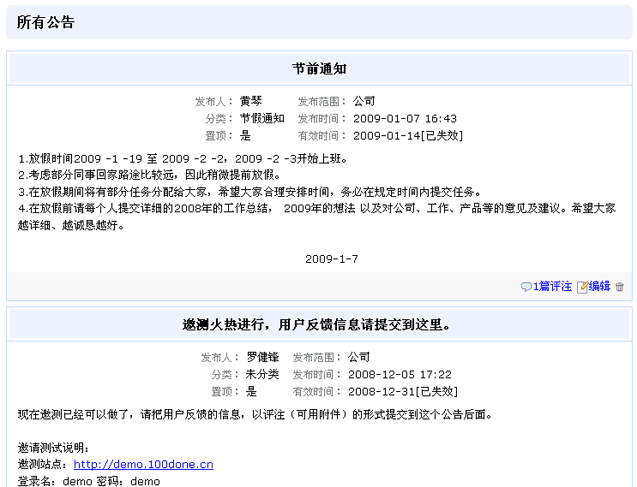 所有公告
节前通知
发布人： 黄琴 发布范围： 公司
分类： 节假通知 发布时间： 2009-01-07 16:43
置顶： 是 有效时间： 2009-01-14[已失效]
1.放假时间2009 -1 -19 至 2009 -2 -2，2009 -2 -3开始上班。
2.考虑部分同事回家路途比较远，因此稍微提前放假。
3.在放假期间将有部分任务分配给大家，希望大家合理安排时间，务必在规定时间内提交任务。
4.在放假前请每个人提交详细的2008年的工作总结， 2009年的想法 以及对公司、工作、产品等的意见及建议。希望大家
越详细、越诚恳越好。
2009-1-7
1篇评注 编辑
邀测火热进行，用户反馈信息请提交到这里。
发布人： 罗健锋 发布范围： 公司
分类： 未分类 发布时间： 2008-12-05 17:22
置顶： 是 有效时间： 2008-12-31[已失效]
现在邀测已经可以做了，请把用户反馈的信息，以评注（可用附件）的形式提交到这个公告后面。
邀请测试说明：
邀测站点：http://demo.100done.cn
登录名：demo 密码：demo